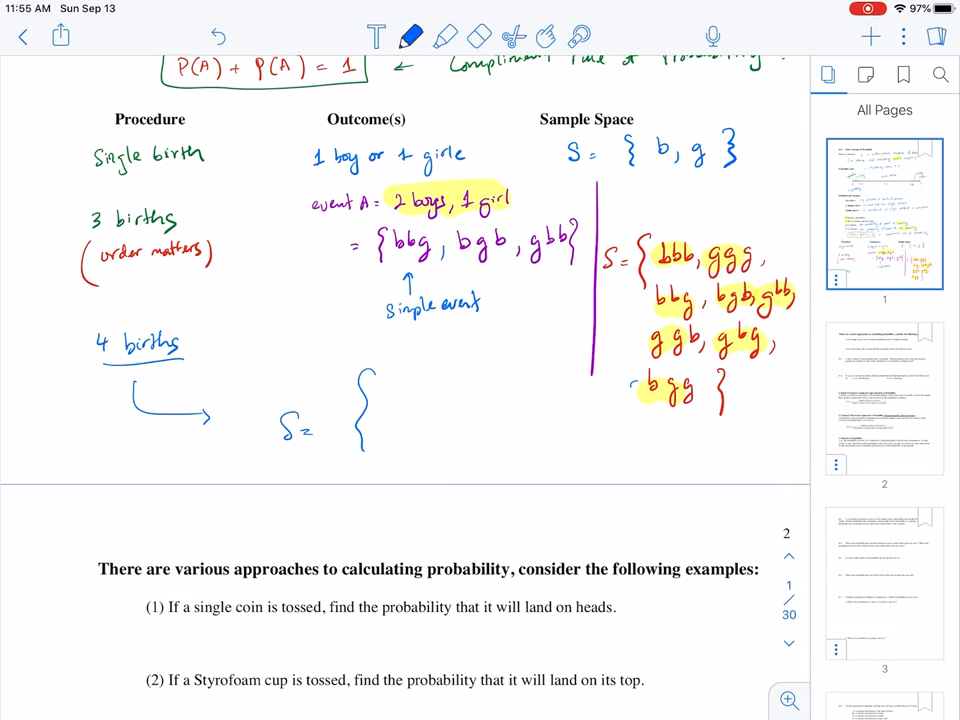 11:55 AM Sun Sep 13
97%
P(A) + P(A) = 1
Procedure Outcome(s) Sample Space
Single birth 1 boy or 1 girle S = { b, g }
3 births
(order matters)
event A = 2 boys, 1 girl
= {bbg, bgb, gbb}
simple event
S = { bbb, ggg,
bbg, bgb, gbb,
ggb, gbg,
bgg }
4 births
S = {
All Pages
1
2
3
2
1
/
30
There are various approaches to calculating probability, consider the following examples:
(1) If a single coin is tossed, find the probability that it will land on heads.
(2) If a Styrofoam cup is tossed, find the probability that it will land on its top.